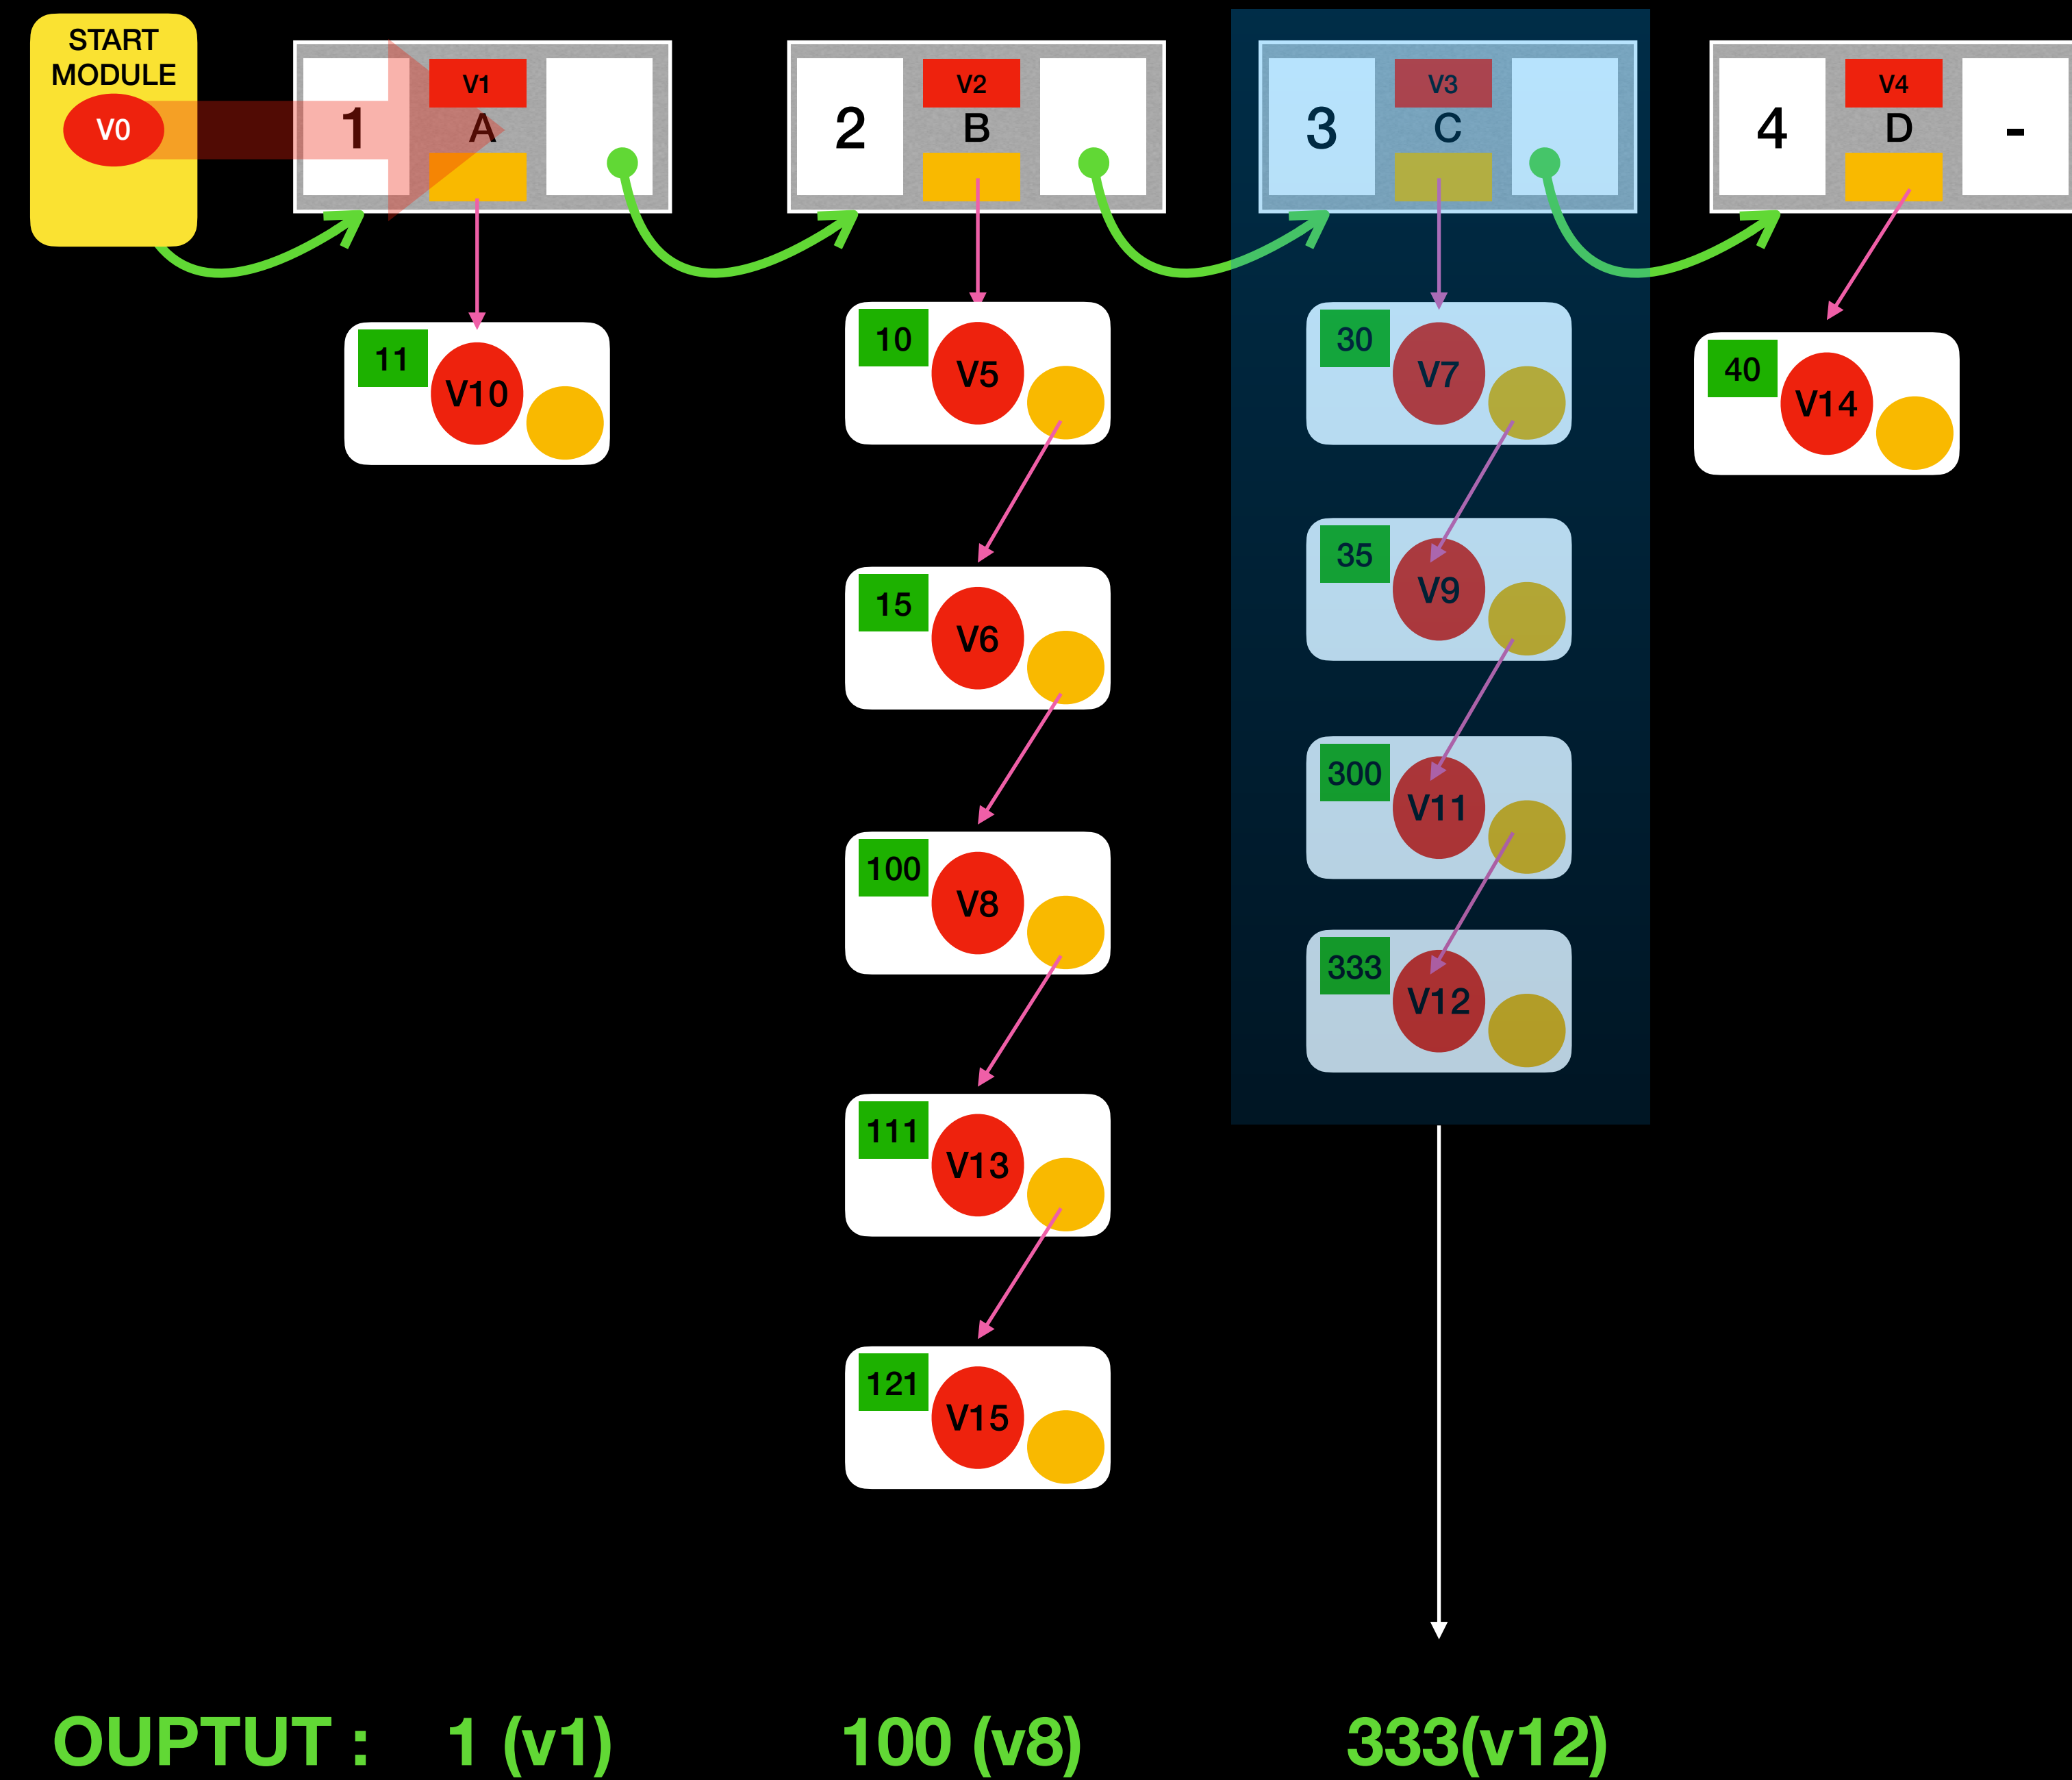 START
MODULE
V0
1
V1
A
2
V2
B
3
V3
C
4
V4
D
-
11
V10
10
V5
15
V6
100
V8
111
V13
121
V15
30
V7
35
V9
300
V11
333
V12
40
V14
OUPTUT : 1 (v1) 100 (v8) 333(v12)